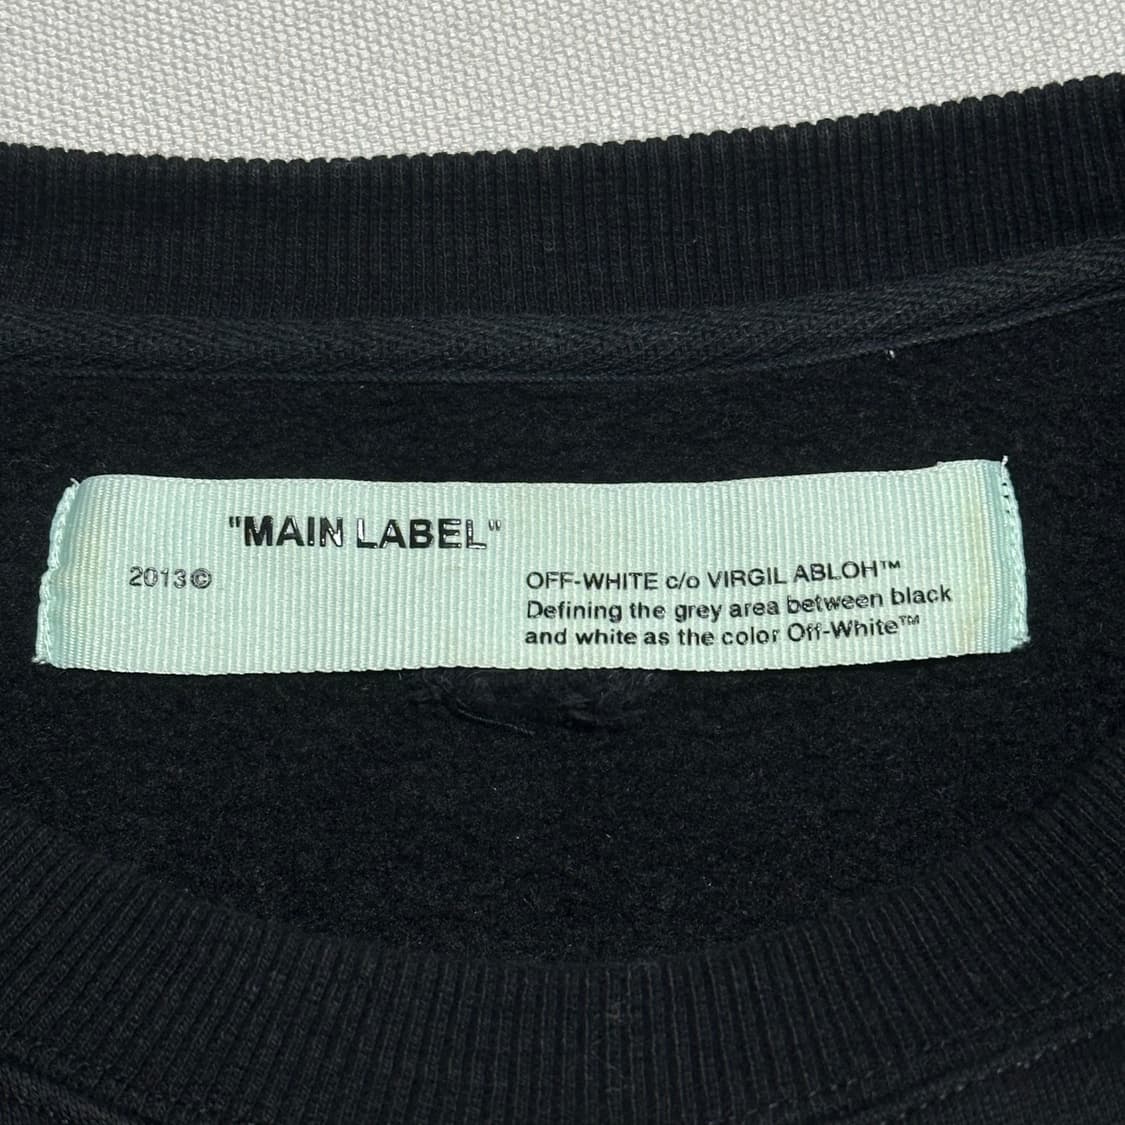 "MAIN LABEL"
2013©
OFF-WHITE c/o VIRGIL ABLOH™
Defining the grey area between black
and white as the color Off-White™